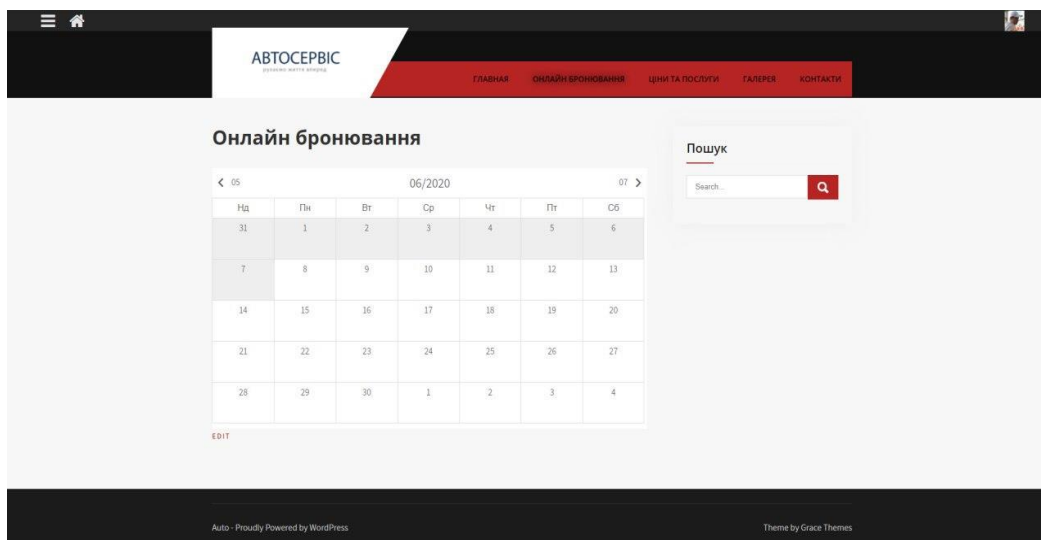 АВТОСЕРВІС
рухаємо життя вперед
ГЛАВНАЯ ОНЛАЙН БРОНЮВАННЯ ЦІНИ ТА ПОСЛУГИ ГАЛЕРЕЯ КОНТАКТИ
Онлайн бронювання
05 06/2020 07
Нд Пн Вт Ср Чт Пт Сб
31 1 2 3 4 5 6
7 8 9 10 11 12 13
14 15 16 17 18 19 20
21 22 23 24 25 26 27
28 29 30 1 2 3 4
EDIT
Пошук
Search...
Auto - Proudly Powered by WordPress
Theme by Grace Themes